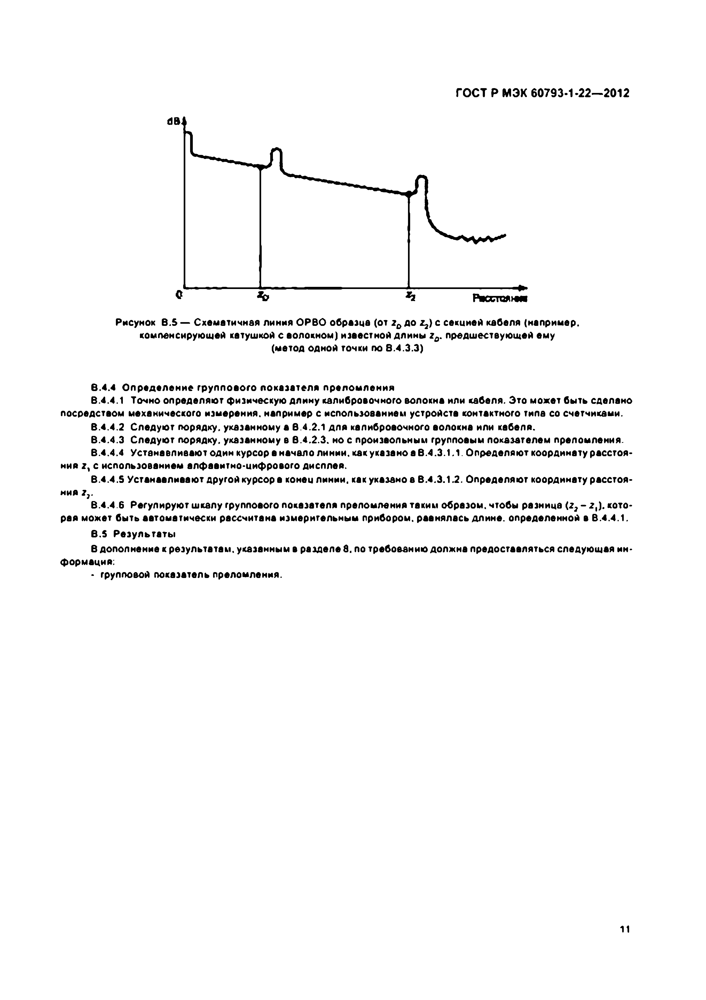 ГОСТ Р МЭК 60793-1-22—2012
dB
0
z_D
z_2
Расстояние
Рисунок В.5 — Схематичная линия ОРВО образца (от z_D до z_2) с секцией кабеля (например,
компенсирующей катушкой с волокном) известной длины z_D, предшествующей ему
(метод одной точки по В.4.3.3)
В.4.4 Определение группового показателя преломления
В.4.4.1 Точно определяют физическую длину калибровочного волокна или кабеля. Это может быть сделано
посредством механического измерения, например с использованием устройств контактного типа со счетчиками.
В.4.4.2 Следуют порядку, указанному в В.4.2.1 для калибровочного волокна или кабеля.
В.4.4.3 Следуют порядку, указанному в В.4.2.3, но с произвольным групповым показателем преломления.
В.4.4.4 Устанавливают один курсор в начало линии, как указано в В.4.3.1.1. Определяют координату расстоя-
ния z_1 с использованием алфавитно-цифрового дисплея.
В.4.4.5 Устанавливают другой курсор в конец линии, как указано в В.4.3.1.2. Определяют координату расстоя-
ния z_2.
В.4.4.6 Регулируют шкалу группового показателя преломления таким образом, чтобы разница (z_2 – z_1), кото-
рая может быть автоматически рассчитана измерительным прибором, равнялась длине, определенной в В.4.4.1.
В.5 Результаты
В дополнение к результатам, указанным в разделе 8, по требованию должна предоставляться следующая ин-
формация:
- групповой показатель преломления.
11